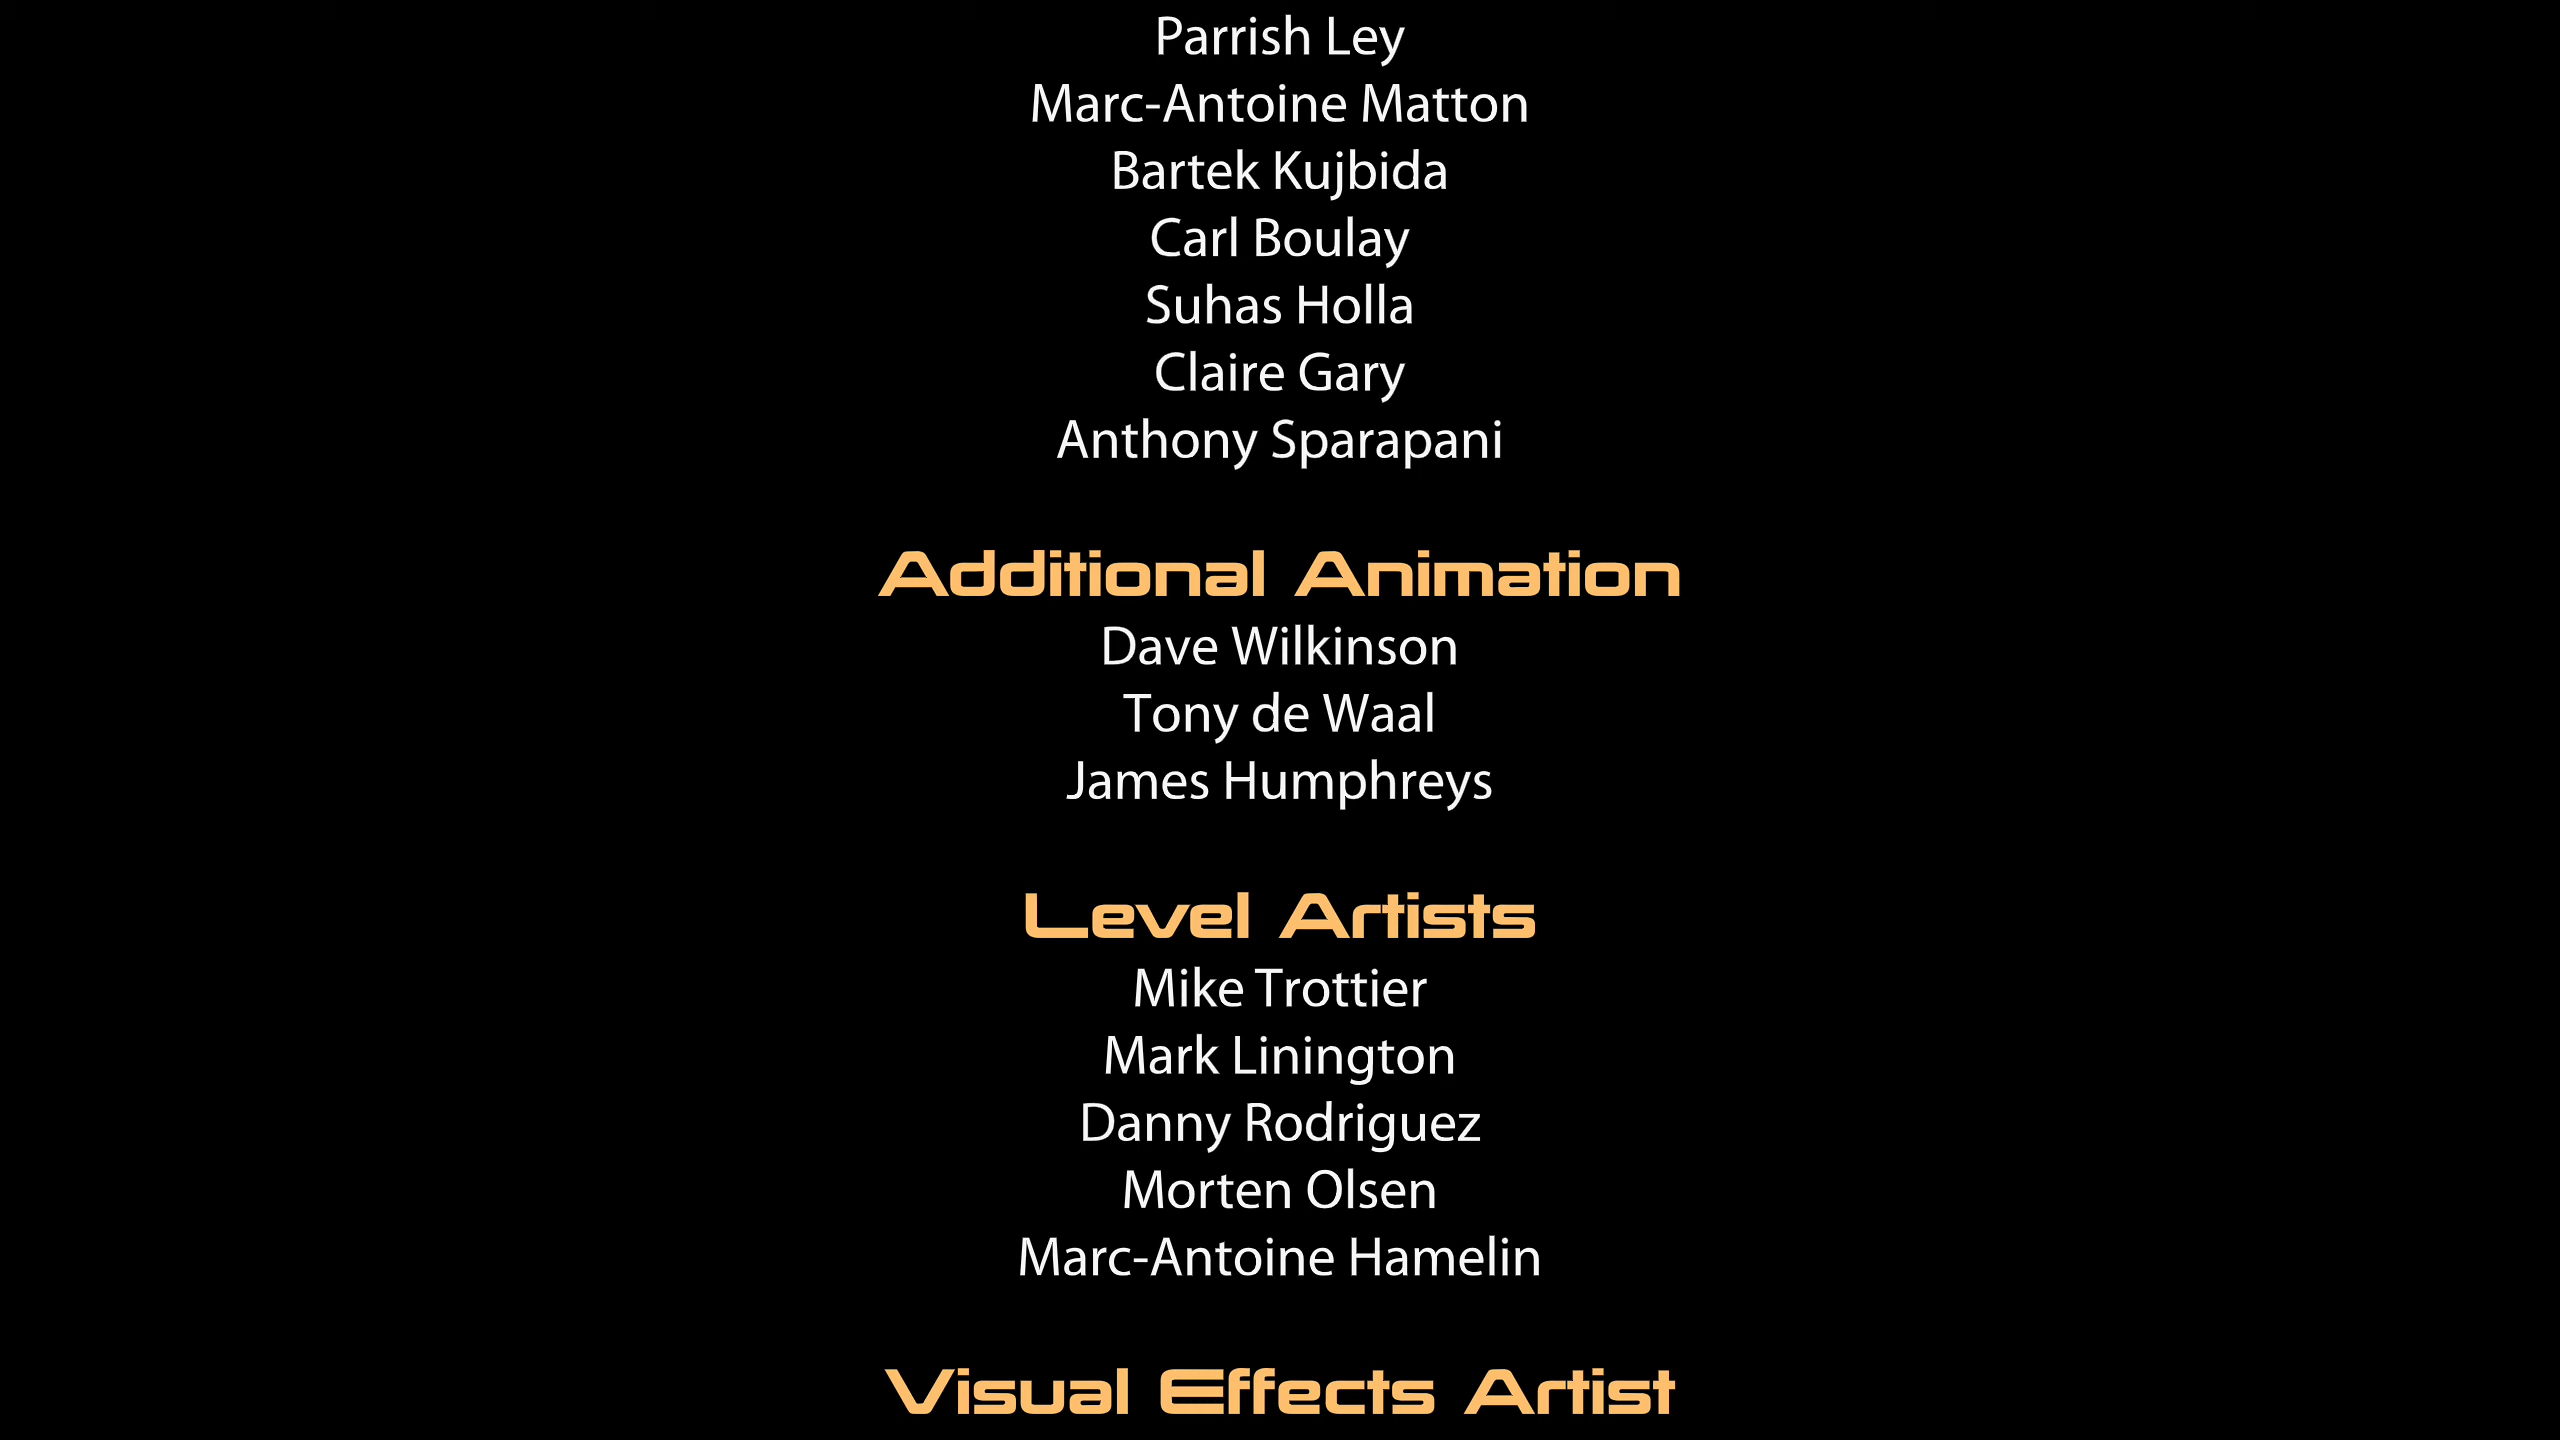 Parrish Ley
Marc-Antoine Matton
Bartek Kujbida
Carl Boulay
Suhas Holla
Claire Gary
Anthony Sparapani
Additional Animation
Dave Wilkinson
Tony de Waal
James Humphreys
Level Artists
Mike Trottier
Mark Linington
Danny Rodriguez
Morten Olsen
Marc-Antoine Hamelin
Visual Effects Artist